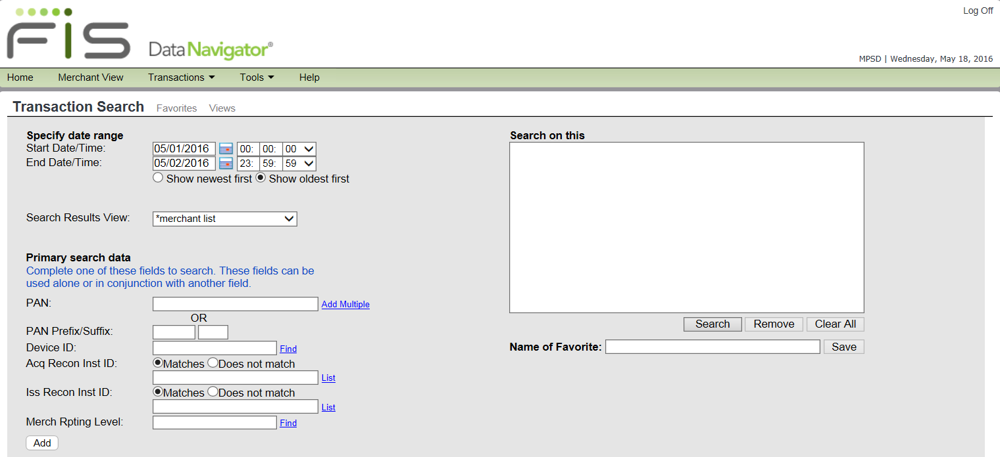 Log Off
FIS
DataNavigator®
MPSD | Wednesday, May 18, 2016
Home Merchant View Transactions Tools Help
Transaction Search Favorites Views
Specify date range
Start Date/Time: 05/01/2016 00: 00: 00
End Date/Time: 05/02/2016 23: 59: 59
Show newest first Show oldest first
Search Results View: *merchant list
Primary search data
Complete one of these fields to search. These fields can be
used alone or in conjunction with another field.
PAN: Add Multiple
OR
PAN Prefix/Suffix:
Device ID: Find
Acq Recon Inst ID: Matches Does not match
List
Iss Recon Inst ID: Matches Does not match
List
Merch Rpting Level: Find
Add
Search on this
Search Remove Clear All
Name of Favorite: Save